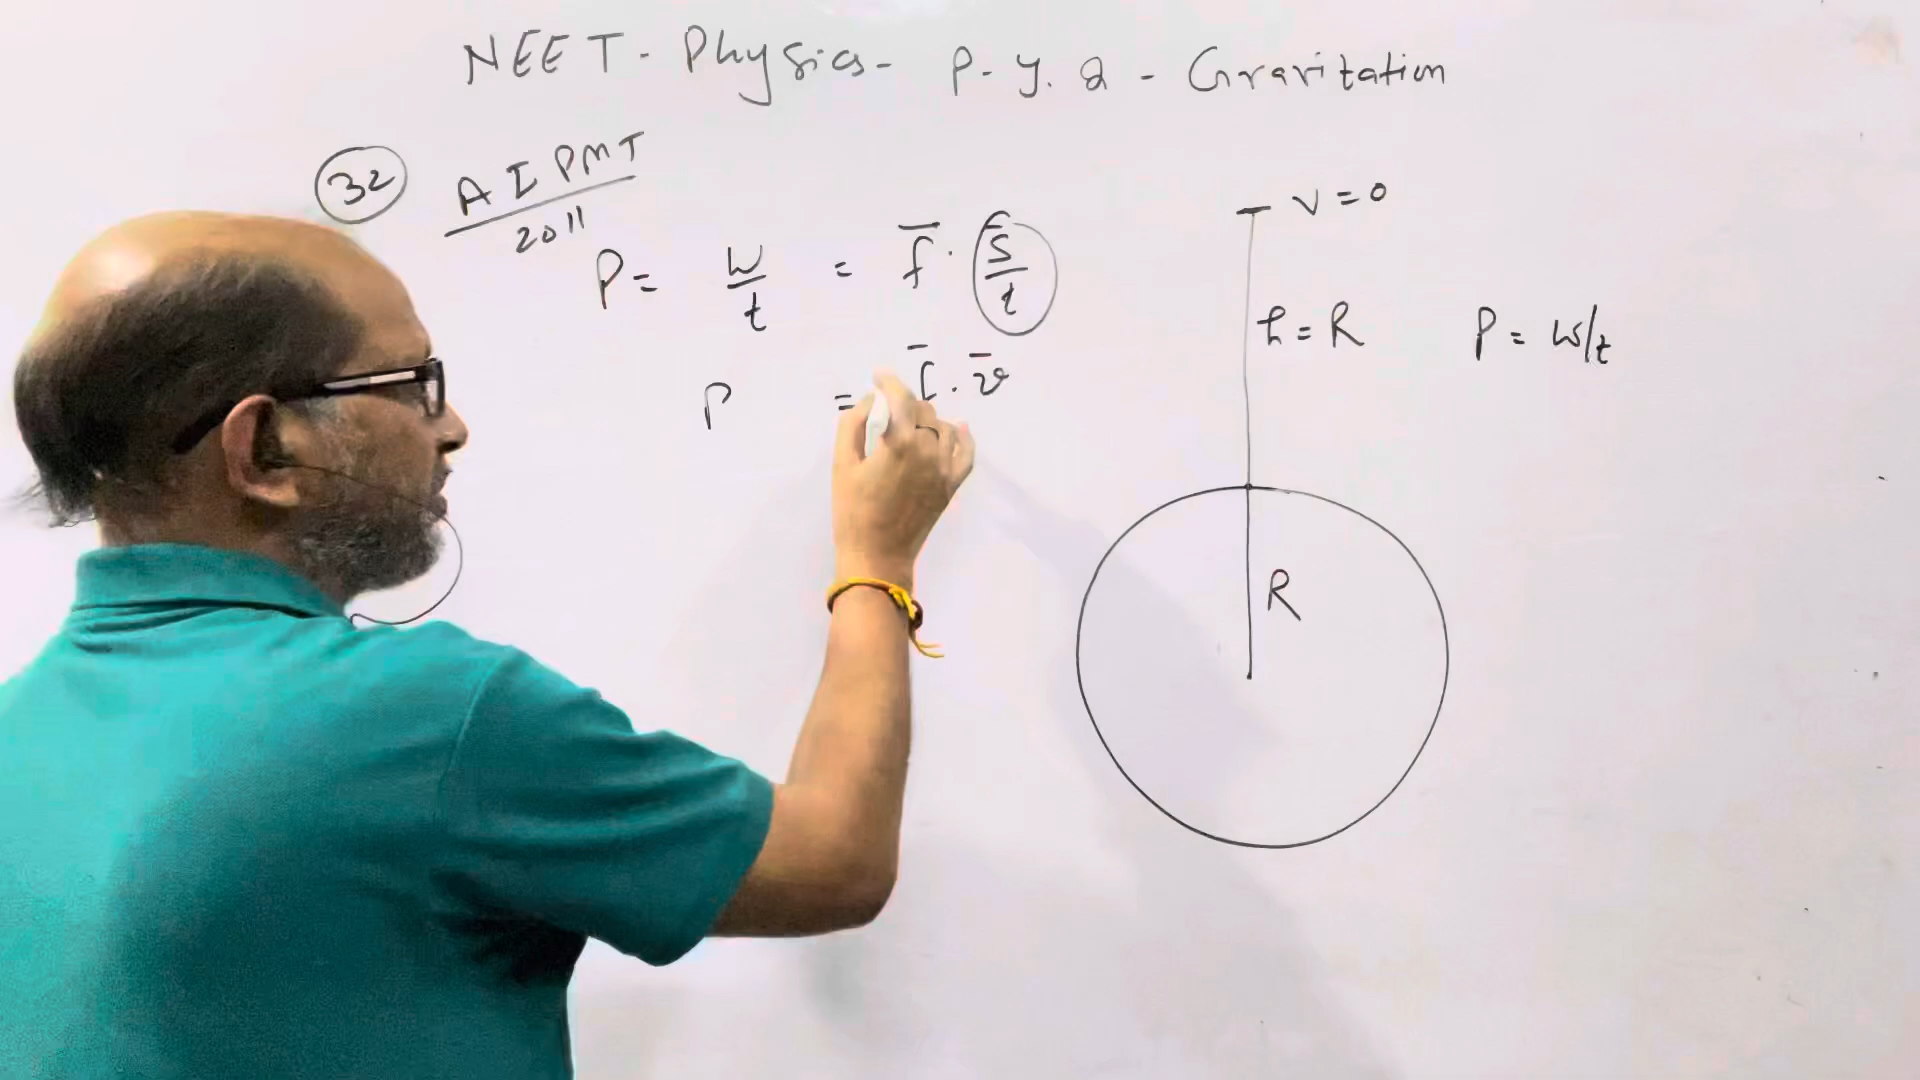 NEET - Physics - P. Y. Q - Gravitation
32 AIPMT
2011
P = W/t = f̄ · s̄/t
P = f̄ · v̄
v = 0
h = R
P = W/t
R